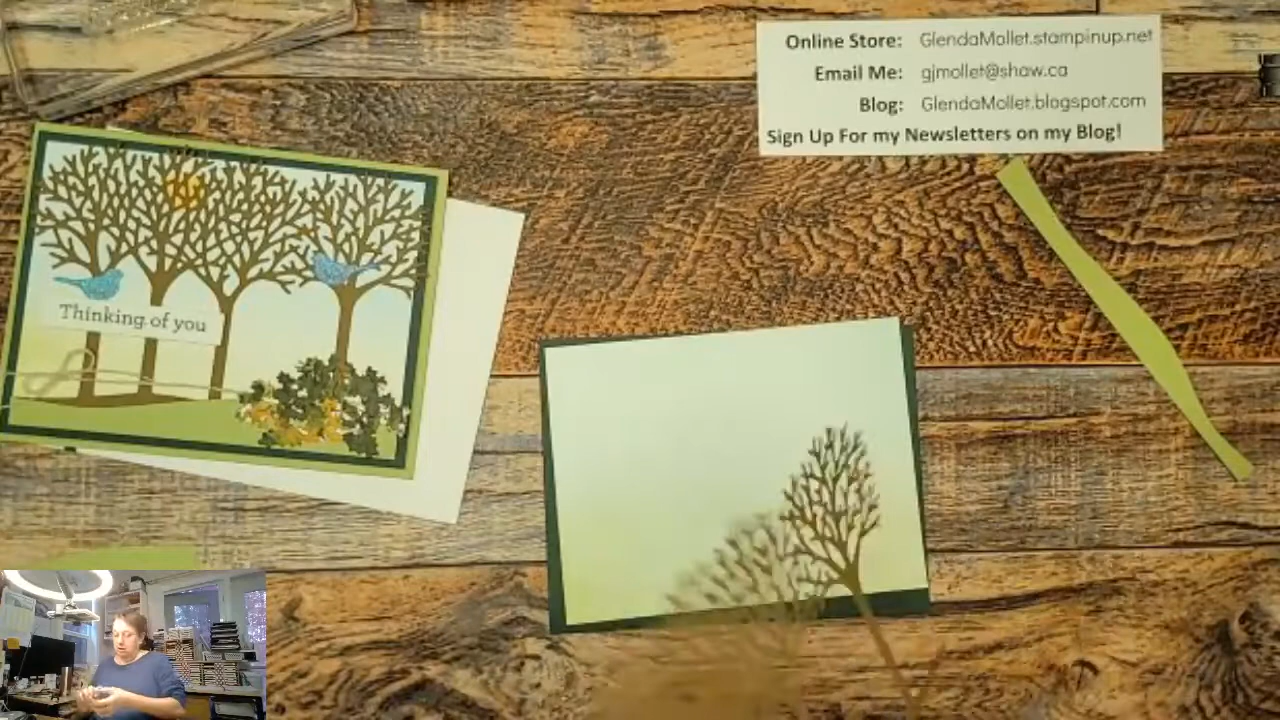 Online Store: GlendaMollet.stampinup.net
Email Me: gjmollet@shaw.ca
Blog: GlendaMollet.blogspot.com
Sign Up For my Newsletters on my Blog!
Thinking of you